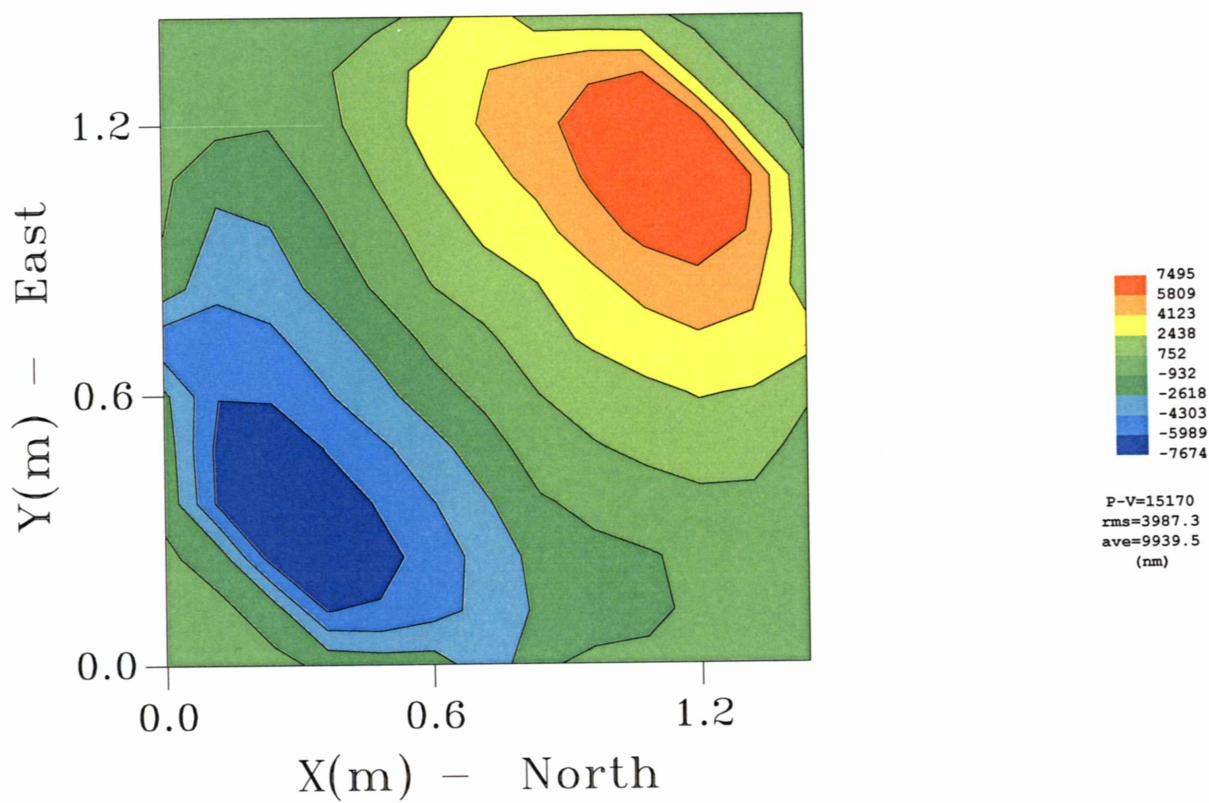 1.2
0.6
0.0
Y(m) – East
0.0 0.6 1.2
X(m) – North
7495
5809
4123
2438
752
-932
-2618
-4303
-5989
-7674
P-V=15170
rms=3987.3
ave=9939.5
(nm)